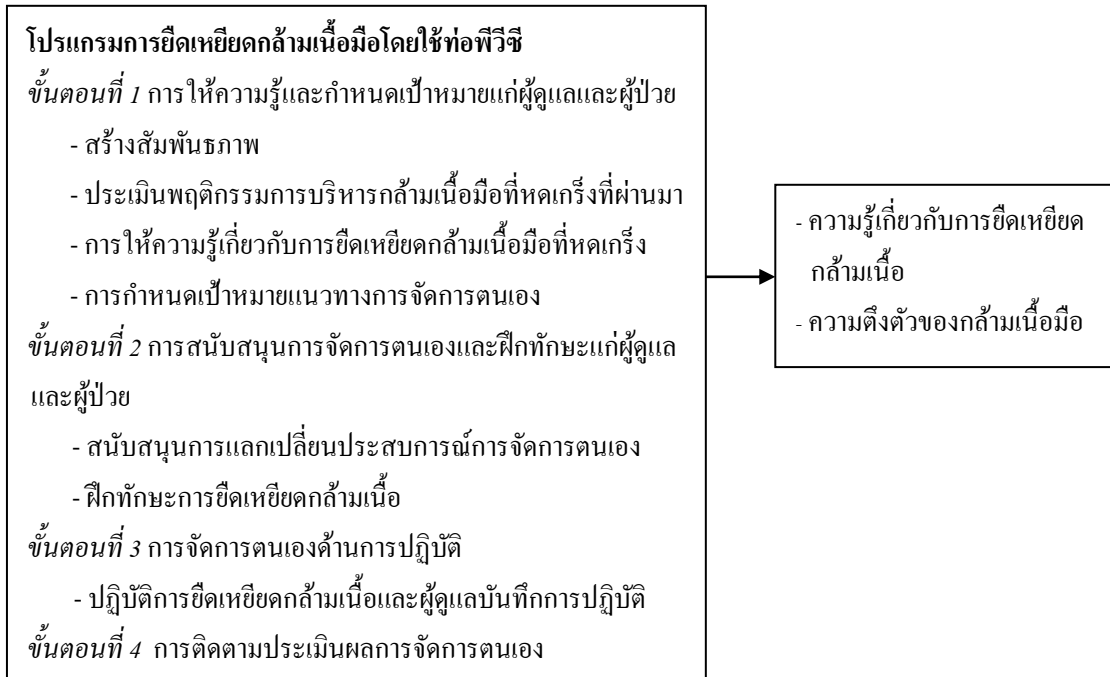 โปรแกรมการยืดเหยียดกล้ามเนื้อมือโดยใช้ท่อพีวีซี
ขั้นตอนที่ 1 การให้ความรู้และกำหนดเป้าหมายแก่ผู้ดูแลและผู้ป่วย
- สร้างสัมพันธภาพ
- ประเมินพฤติกรรมการบริหารกล้ามเนื้อมือที่หดเกร็งที่ผ่านมา
- การให้ความรู้เกี่ยวกับการยืดเหยียดกล้ามเนื้อมือที่หดเกร็ง
- การกำหนดเป้าหมายแนวทางการจัดการตนเอง
ขั้นตอนที่ 2 การสนับสนุนการจัดการตนเองและฝึกทักษะแก่ผู้ดูแล
และผู้ป่วย
- สนับสนุนการแลกเปลี่ยนประสบการณ์การจัดการตนเอง
- ฝึกทักษะการยืดเหยียดกล้ามเนื้อ
ขั้นตอนที่ 3 การจัดการตนเองด้านการปฏิบัติ
- ปฏิบัติการยืดเหยียดกล้ามเนื้อและผู้ดูแลบันทึกการปฏิบัติ
ขั้นตอนที่ 4 การติดตามประเมินผลการจัดการตนเอง
- ความรู้เกี่ยวกับการยืดเหยียด
กล้ามเนื้อ
- ความตึงตัวของกล้ามเนื้อมือ